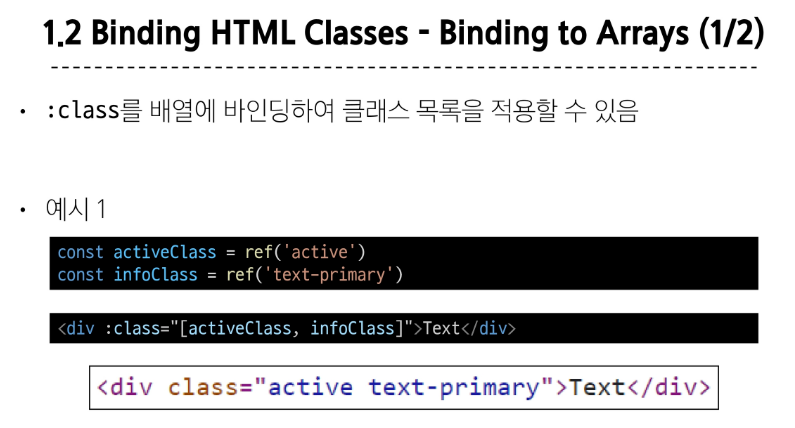 1.2 Binding HTML Classes - Binding to Arrays (1/2)
• :class를 배열에 바인딩하여 클래스 목록을 적용할 수 있음
• 예시 1
const activeClass = ref('active')
const infoClass = ref('text-primary')
<div :class="[activeClass, infoClass]">Text</div>
<div class="active text-primary">Text</div>